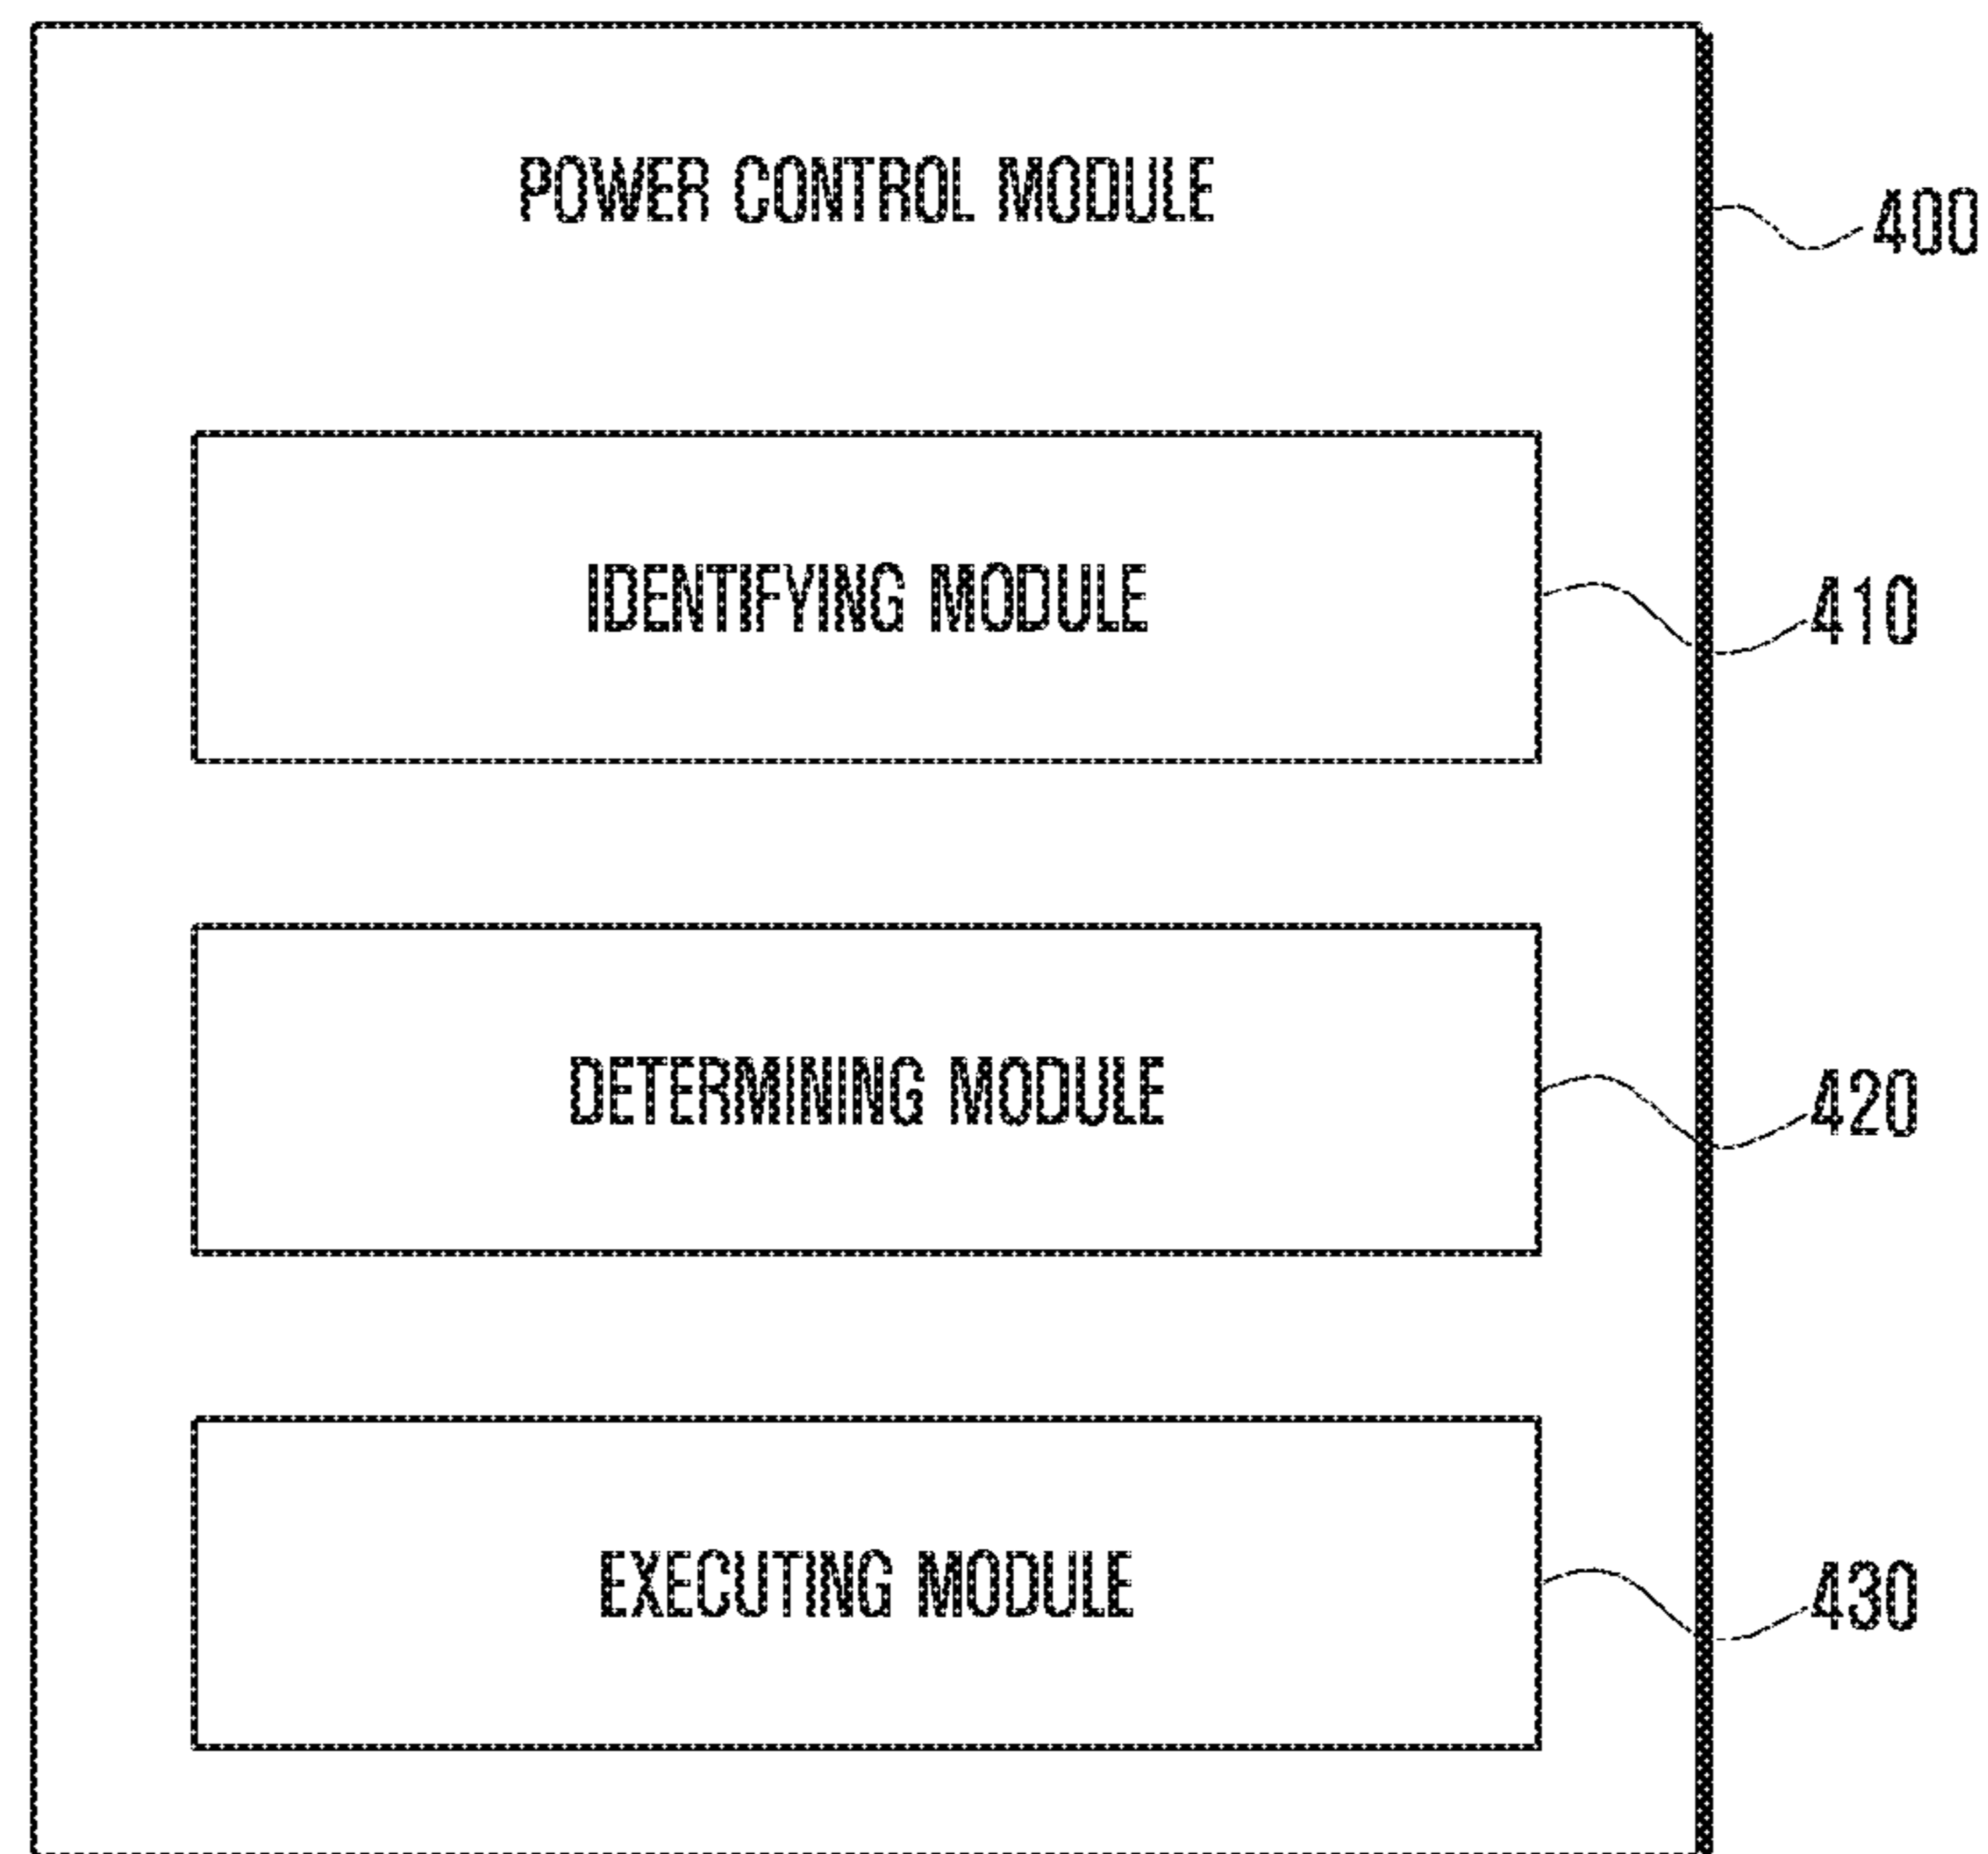 POWER CONTROL MODULE
400
IDENTIFYING MODULE
410
DETERMINING MODULE
420
EXECUTING MODULE
430